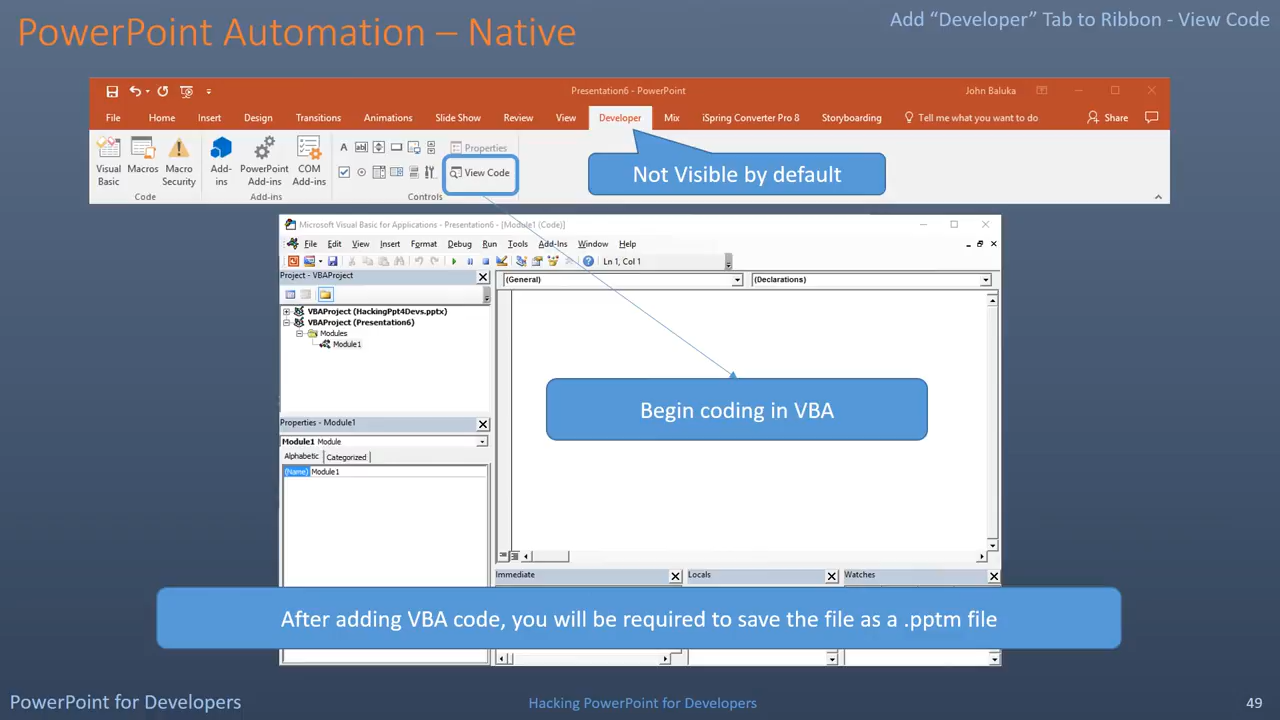 PowerPoint Automation – Native
Add “Developer” Tab to Ribbon - View Code
Presentation6 - PowerPoint
John Baluka
File Home Insert Design Transitions Animations Slide Show Review View Developer Mix iSpring Converter Pro 8 Storyboarding Tell me what you want to do Share
Visual Basic
Macros
Macro Security
Add-ins
PowerPoint Add-ins
COM Add-ins
Properties
View Code
Code Add-ins Controls
Not Visible by default
Microsoft Visual Basic for Applications - Presentation6 - [Module1 (Code)]
File Edit View Insert Format Debug Run Tools Add-Ins Window Help
Ln 1, Col 1
Project - VBAProject
(General) (Declarations)
VBAProject (HackingPpt4Devs.pptx)
VBAProject (Presentation6)
Modules
Module1
Begin coding in VBA
Properties - Module1
Module1 Module
Alphabetic Categorized
(Name) Module1
Immediate Locals Watches
After adding VBA code, you will be required to save the file as a .pptm file
PowerPoint for Developers
Hacking PowerPoint for Developers
49